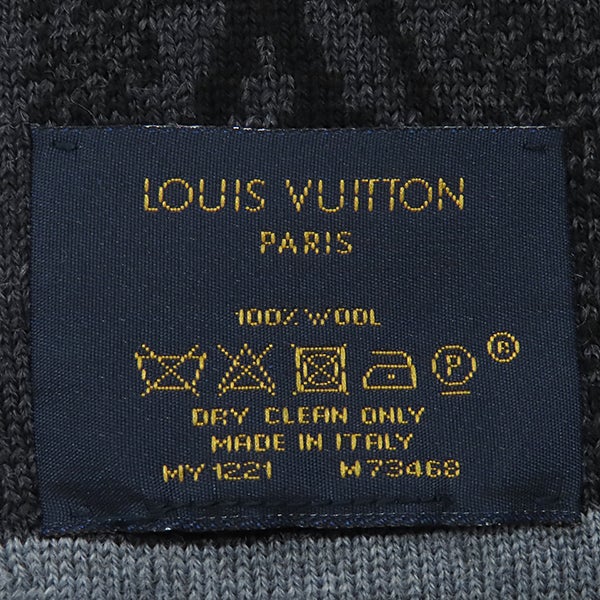 LOUIS VUITTON
PARIS
100% WOOL
P ®
DRY CLEAN ONLY
MADE IN ITALY
MY 1221 M73468